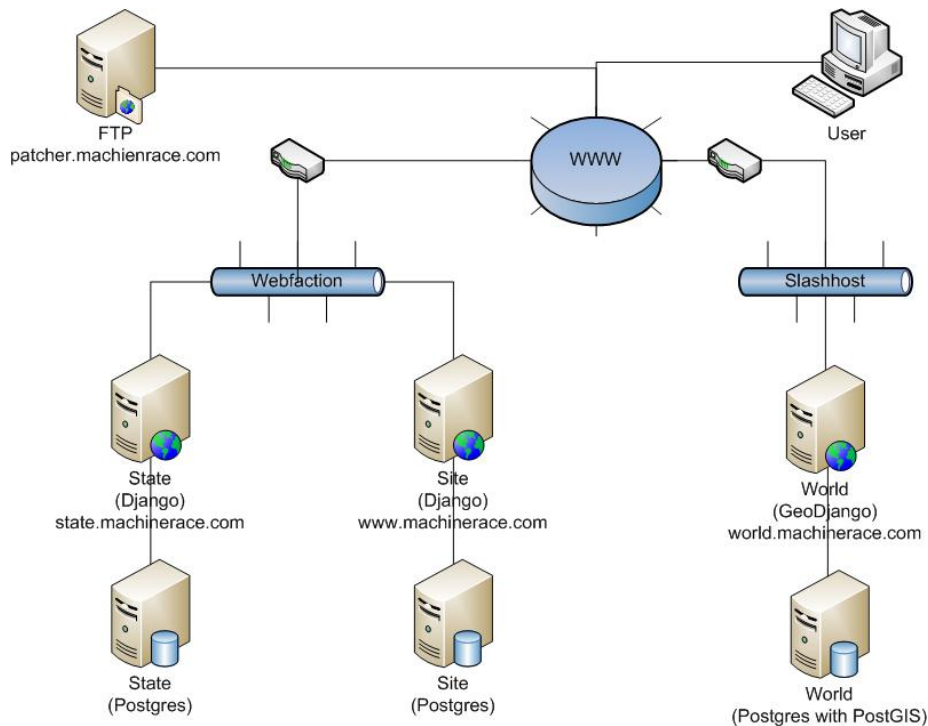 FTP
patcher.machienrace.com
User
WWW
Webfaction
Slashhost
State
(Django)
state.machinerace.com
Site
(Django)
www.machinerace.com
World
(GeoDjango)
world.machinerace.com
State
(Postgres)
Site
(Postgres)
World
(Postgres with PostGIS)